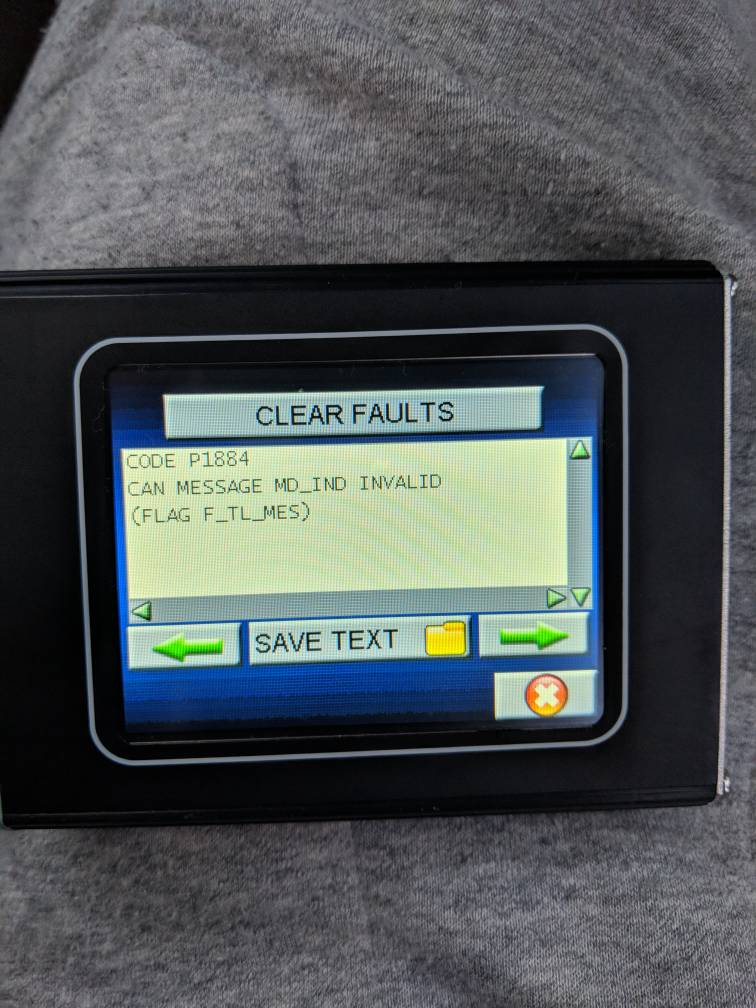 CLEAR FAULTS
CODE P1884
CAN MESSAGE MD_IND INVALID
(FLAG F_TL_MES)
SAVE TEXT